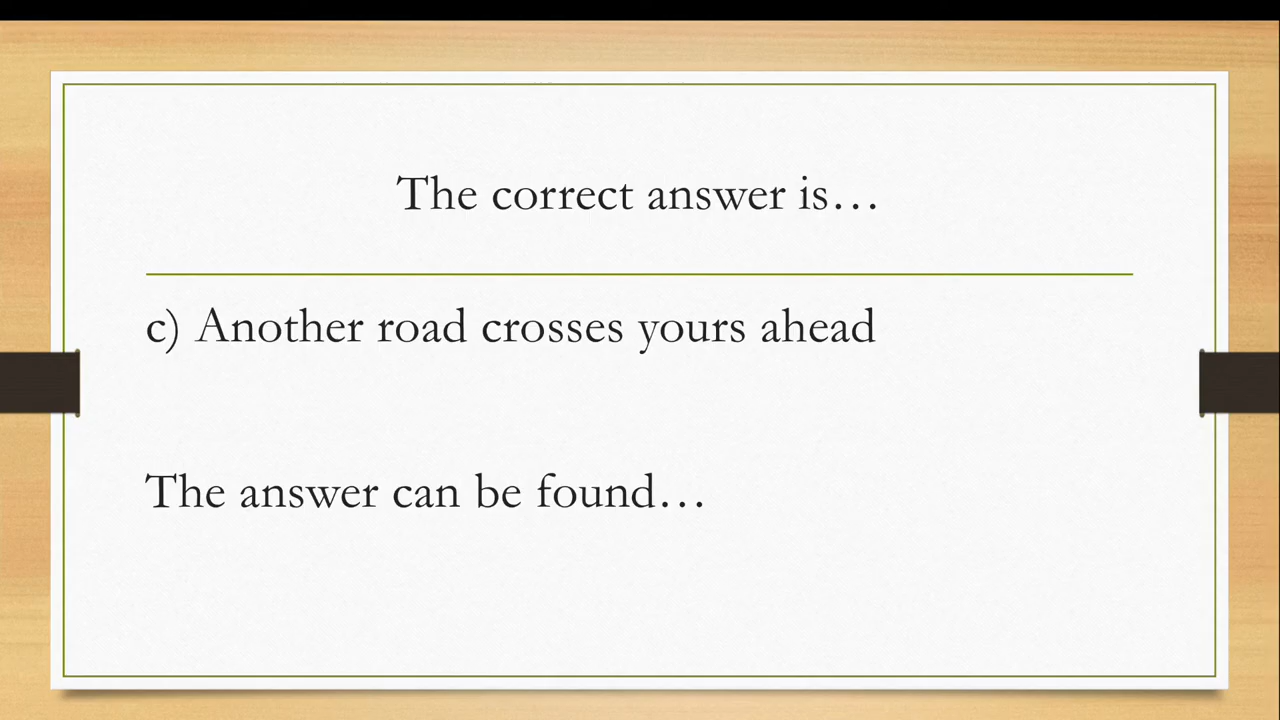 The correct answer is…
c) Another road crosses yours ahead
The answer can be found…